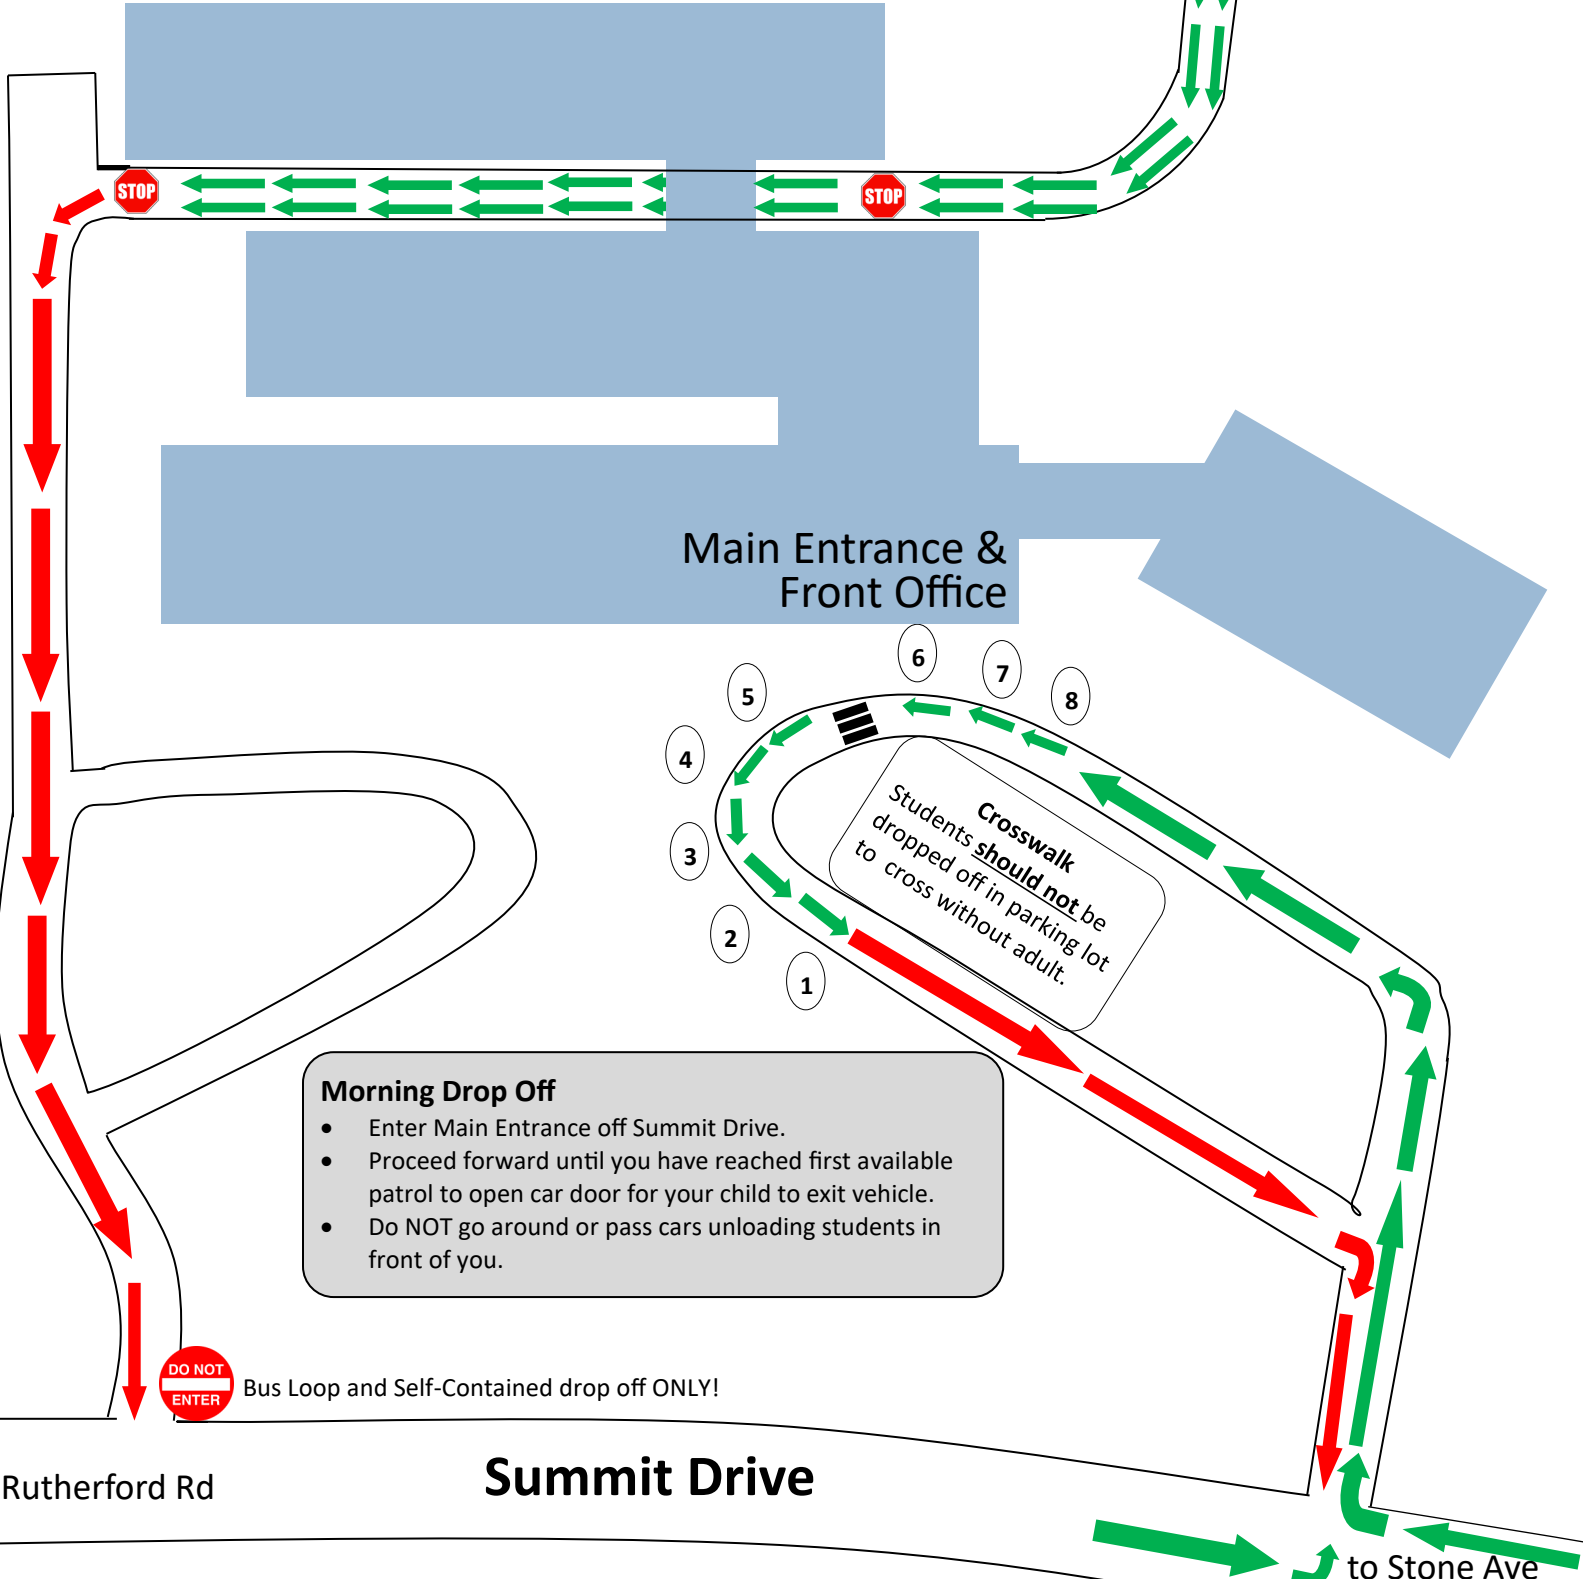 STOP
STOP
Main Entrance &
Front Office
6
7
8
5
4
3
2
1
Crosswalk
Students should not be
dropped off in parking lot
to cross without adult.
Morning Drop Off
• Enter Main Entrance off Summit Drive.
• Proceed forward until you have reached first available
patrol to open car door for your child to exit vehicle.
• Do NOT go around or pass cars unloading students in
front of you.
DO NOT
ENTER
Bus Loop and Self-Contained drop off ONLY!
Rutherford Rd
Summit Drive
to Stone Ave